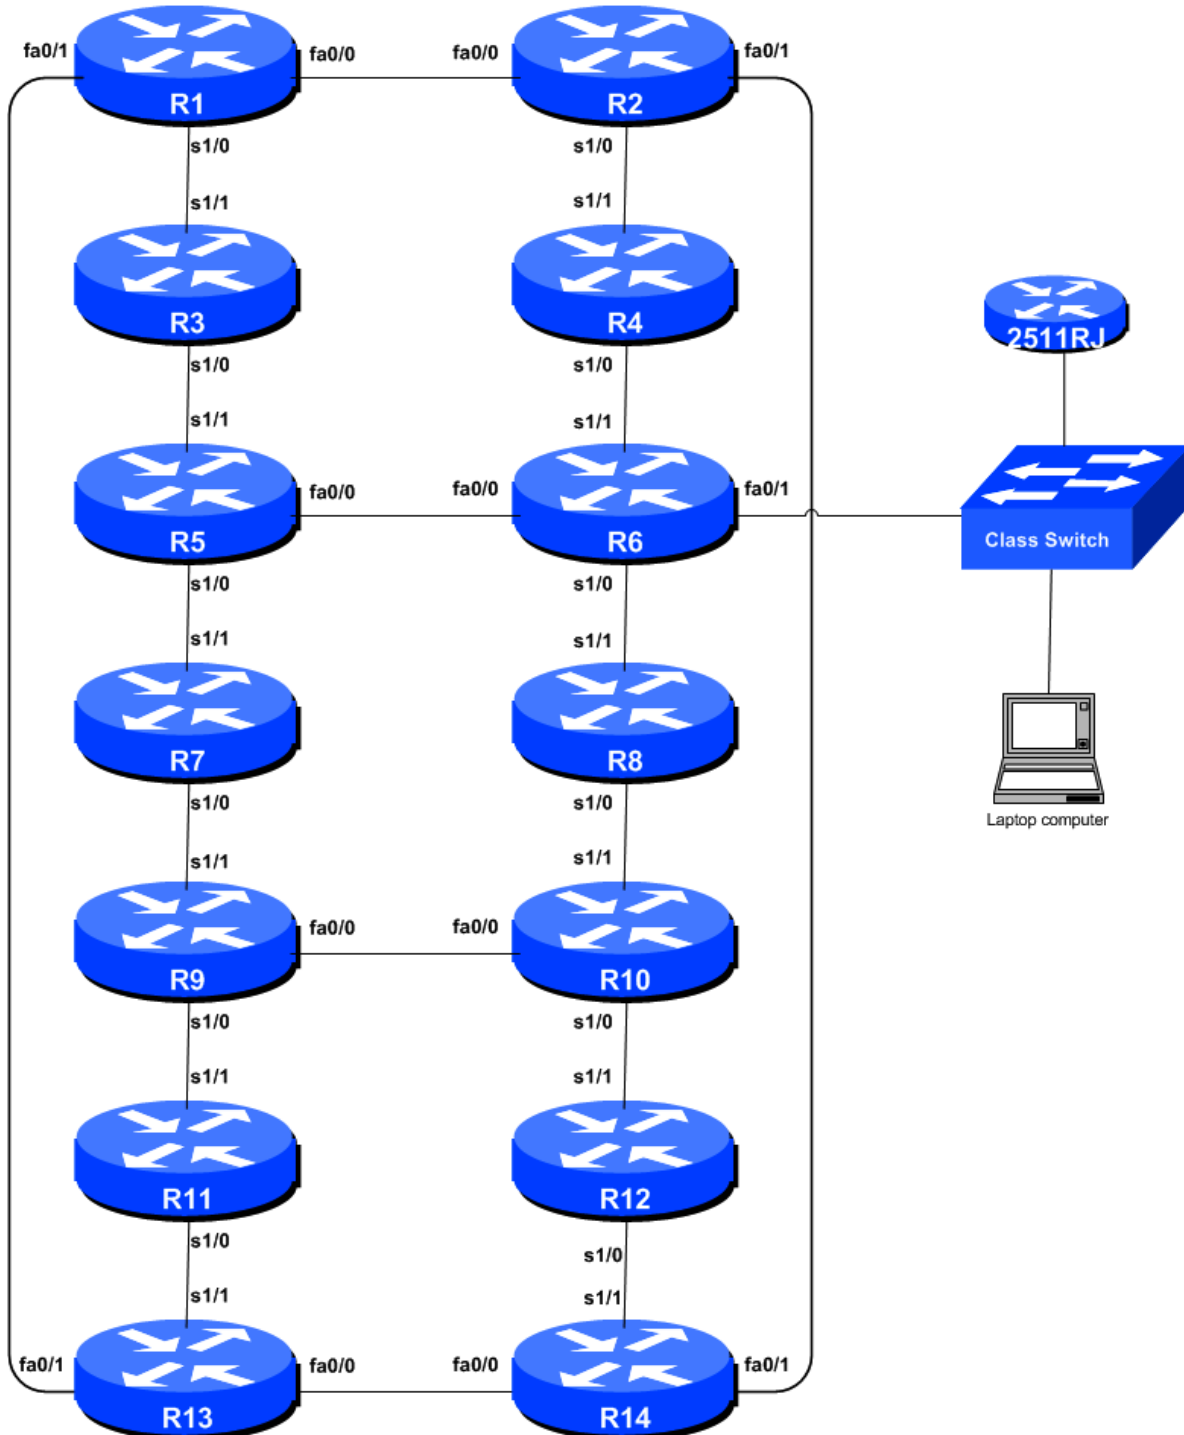 fa0/1 fa0/0 fa0/0 fa0/1
R1 R2
s1/0 s1/0
s1/1 s1/1
R3 R4
2511RJ
s1/0 s1/0
s1/1 s1/1
fa0/0 fa0/0 fa0/1
R5 R6
Class Switch
s1/0 s1/0
s1/1 s1/1
R7 R8
s1/0 s1/0
Laptop computer
s1/1 s1/1
fa0/0 fa0/0
R9 R10
s1/0 s1/0
s1/1 s1/1
R11 R12
s1/0 s1/0
s1/1 s1/1
fa0/1 fa0/0 fa0/0 fa0/1
R13 R14